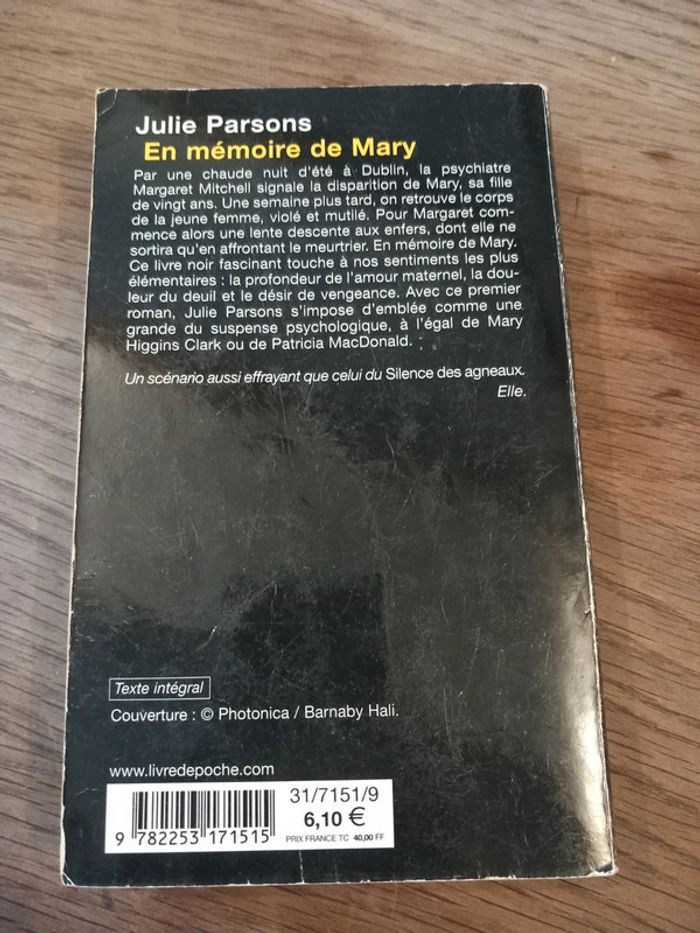 Julie Parsons
En mémoire de Mary
Par une chaude nuit d'été à Dublin, la psychiatre
Margaret Mitchell signale la disparition de Mary, sa fille
de vingt ans. Une semaine plus tard, on retrouve le corps
de la jeune femme, violé et mutilé. Pour Margaret com-
mence alors une lente descente aux enfers, dont elle ne
sortira qu'en affrontant le meurtrier. En mémoire de Mary.
Ce livre noir fascinant touche à nos sentiments les plus
élémentaires : la profondeur de l'amour maternel, la dou-
leur du deuil et le désir de vengeance. Avec ce premier
roman, Julie Parsons s'impose d'emblée comme une
grande du suspense psychologique, à l'égal de Mary
Higgins Clark ou de Patricia MacDonald.
Un scénario aussi effrayant que celui du Silence des agneaux.
Elle.
Texte intégral
Couverture : © Photonica / Barnaby Hali.
www.livredepoche.com
31/7151/9
6,10 €
PRIX FRANCE TC 40,00 FF
9 782253 171515